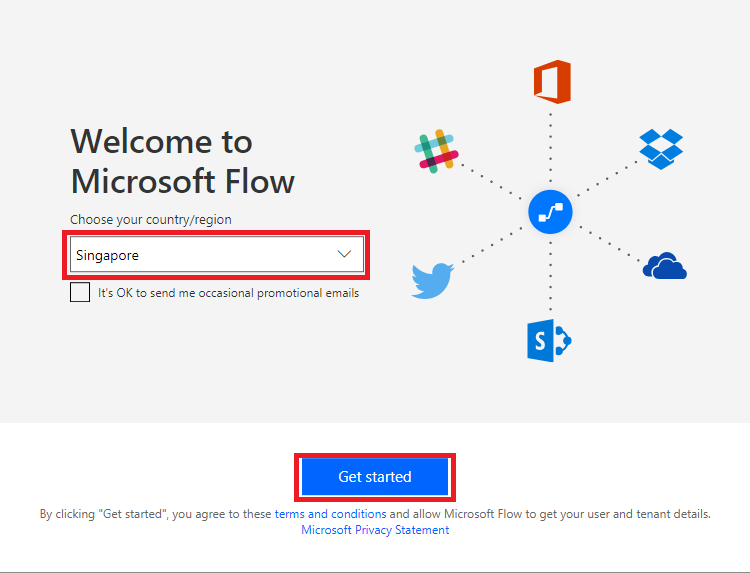 Welcome to
Microsoft Flow
Choose your country/region
Singapore
It's OK to send me occasional promotional emails
S
Get started
By clicking "Get started", you agree to these terms and conditions and allow Microsoft Flow to get your user and tenant details.
Microsoft Privacy Statement